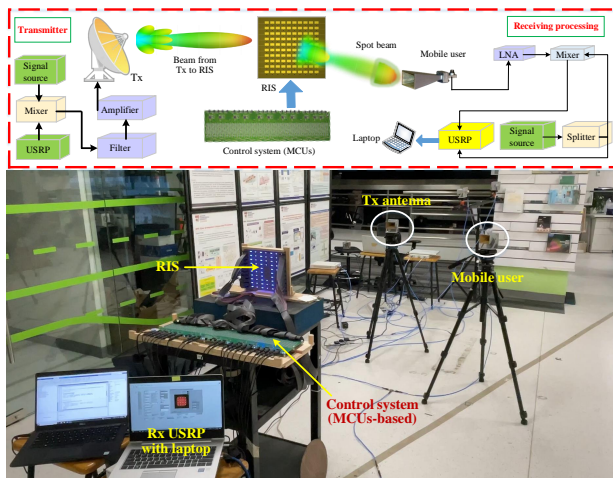 Transmitter
Receiving processing
Signal
source
Tx
Beam from
Tx to RIS
RIS
Spot beam
Mobile user
LNA
Mixer
Mixer
Amplifier
USRP
Filter
Control system (MCUs)
Laptop
USRP
Signal
source
Splitter
Tx antenna
RIS
Mobile user
Control system
(MCUs-based)
Rx USRP
with laptop